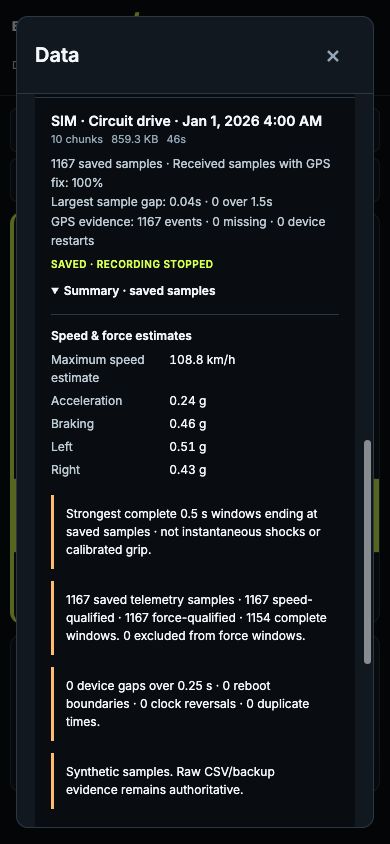 Data
×
SIM · Circuit drive · Jan 1, 2026 4:00 AM
10 chunks 859.3 KB 46s
1167 saved samples · Received samples with GPS
fix: 100%
Largest sample gap: 0.04s · 0 over 1.5s
GPS evidence: 1167 events · 0 missing · 0 device
restarts
SAVED · RECORDING STOPPED
▼ Summary · saved samples
Speed & force estimates
Maximum speed 108.8 km/h
estimate
Acceleration 0.24 g
Braking 0.46 g
Left 0.51 g
Right 0.43 g
Strongest complete 0.5 s windows ending at
saved samples · not instantaneous shocks or
calibrated grip.
1167 saved telemetry samples · 1167 speed-
qualified · 1167 force-qualified · 1154 complete
windows. 0 excluded from force windows.
0 device gaps over 0.25 s · 0 reboot
boundaries · 0 clock reversals · 0 duplicate
times.
Synthetic samples. Raw CSV/backup
evidence remains authoritative.